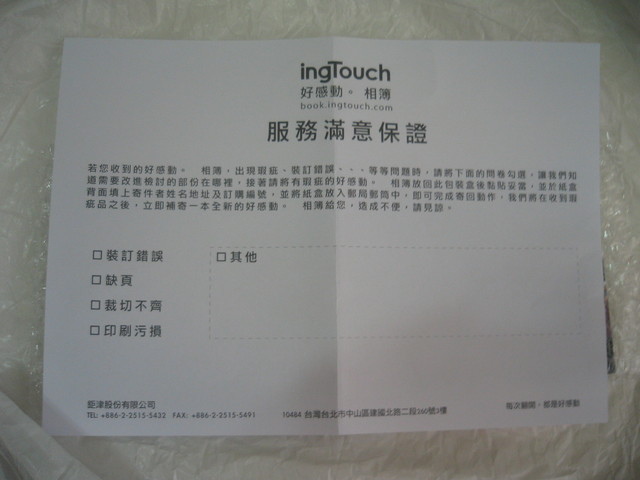 ingTouch
好感動。 相簿
book.ingtouch.com
服務滿意保證
若您收到的好感動。 相簿，出現瑕疵、裝訂錯誤．．．等等問題時，請將下面的問卷勾選，讓我們知
道需要改進檢討的部份在哪裡，接著請將有瑕疵的好感動。 相簿放回此包裝盒後黏貼妥當，並於紙盒
背面填上寄件者姓名地址及訂購編號，並將紙盒放入郵局郵筒中，即可完成寄回動作，我們將在收到瑕
疵品之後，立即補寄一本全新的好感動。 相簿給您，造成不便，請見諒。
□裝訂錯誤
□缺頁
□裁切不齊
□印刷污損
□其他
鉅津股份有限公司
TEL: +886-2-2515-5432 FAX: +886-2-2515-5491
10484 台灣台北市中山區建國北路二段260號3樓
每次翻開，都是好感動